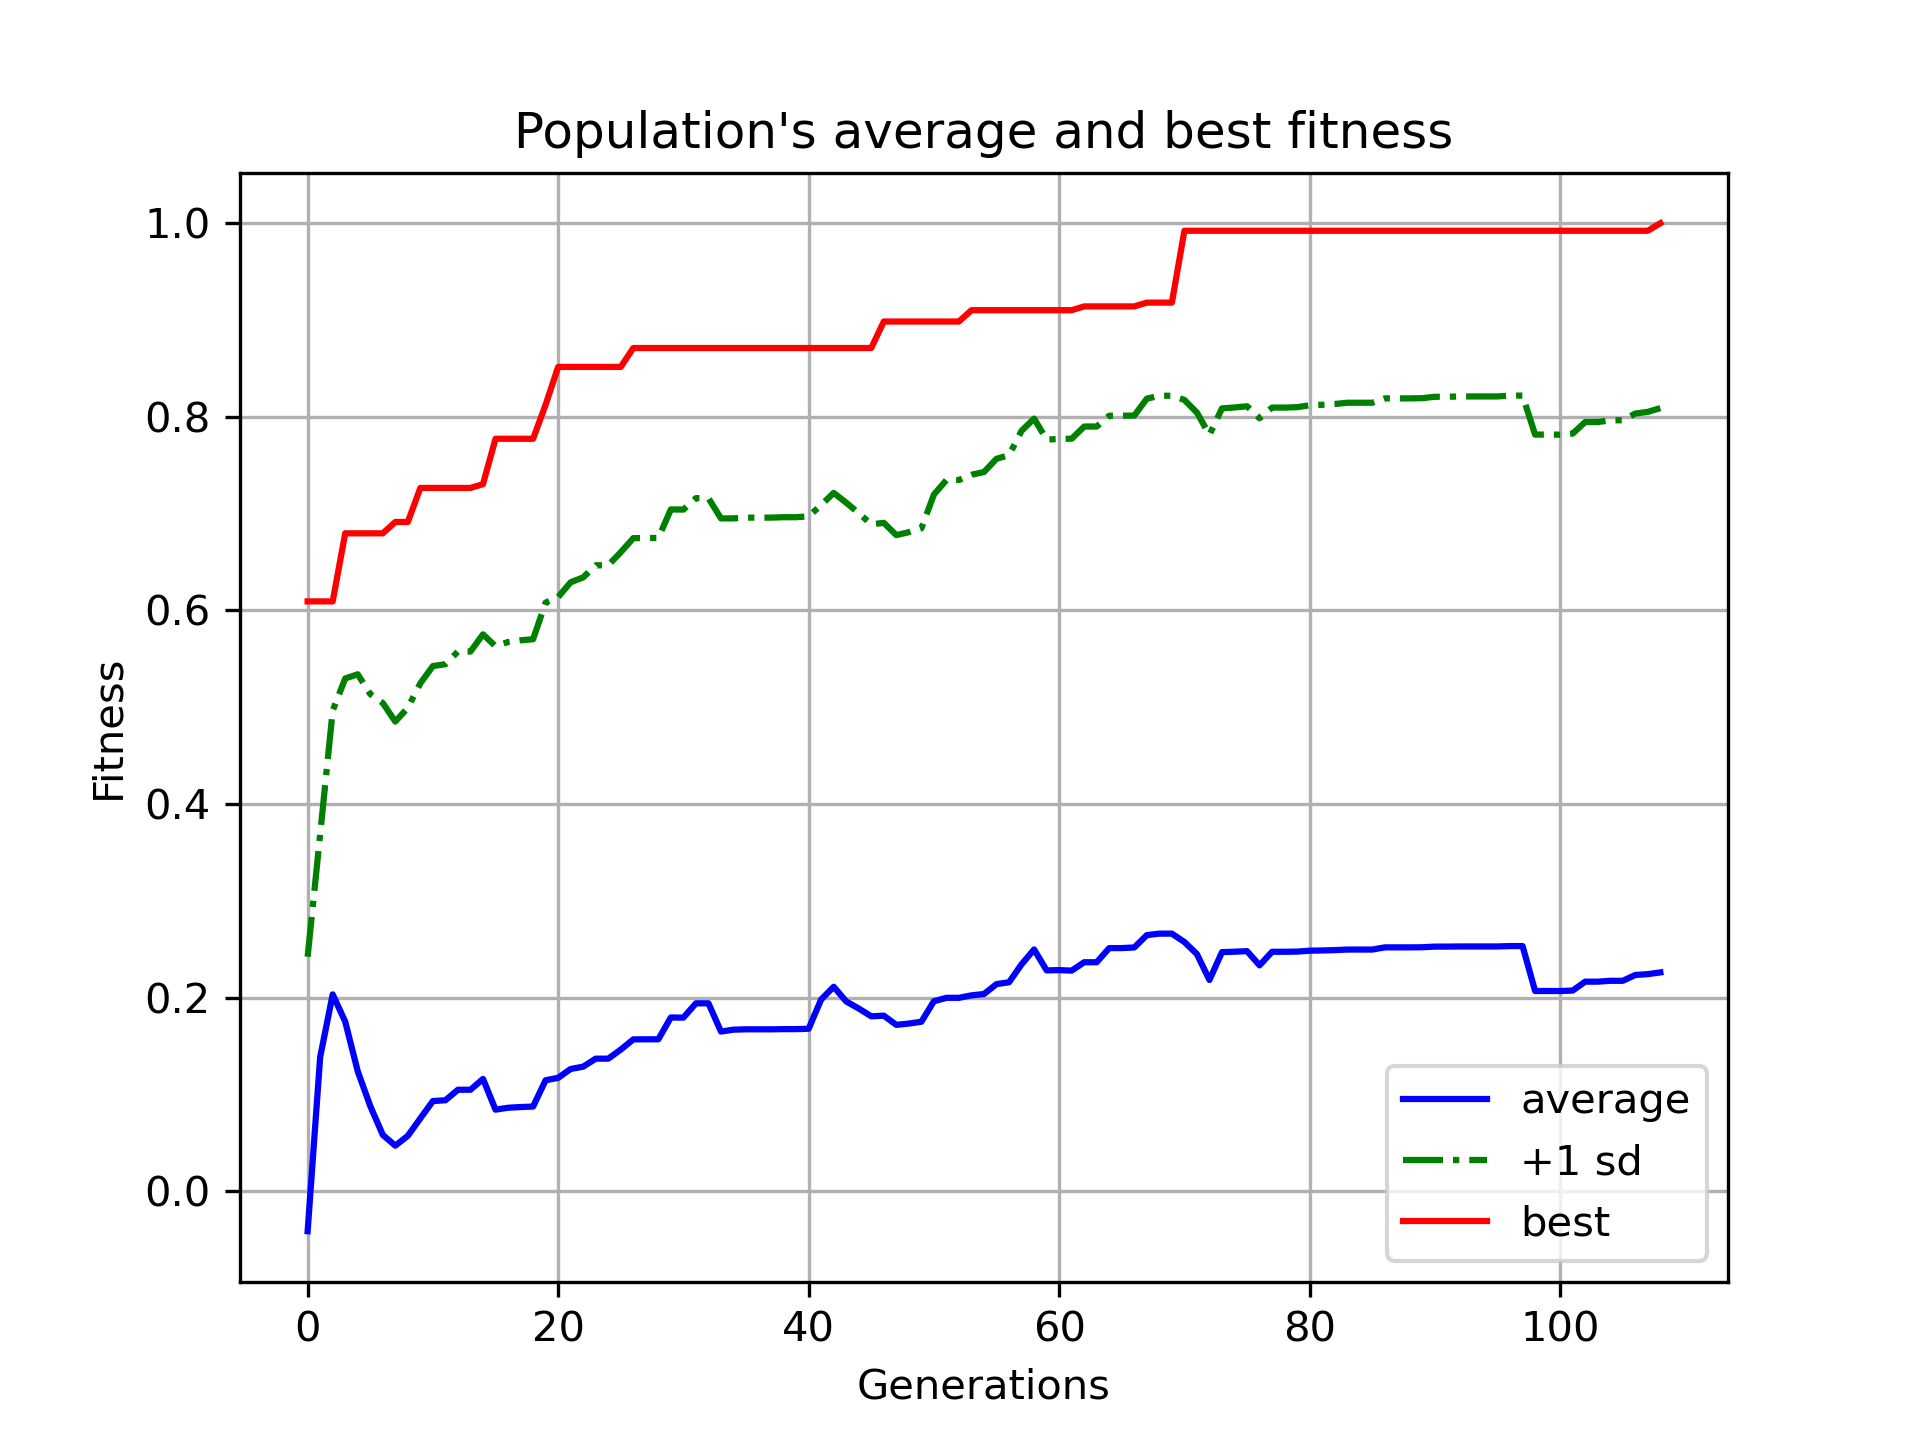 Population's average and best fitness
1.0
0.8
0.6
0.4
0.2
0.0
Fitness
0 20 40 60 80 100
Generations
average
+1 sd
best